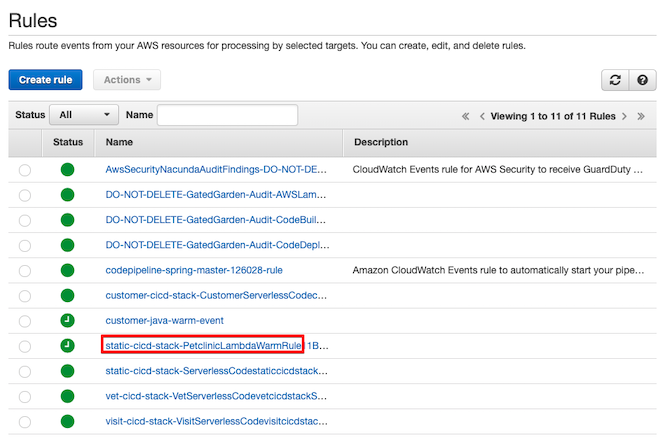 Rules
Rules route events from your AWS resources for processing by selected targets. You can create, edit, and delete rules.
Create rule Actions
Status All Name Viewing 1 to 11 of 11 Rules
Status Name Description
AwsSecurityNacundaAuditFindings-DO-NOT-DE... CloudWatch Events rule for AWS Security to receive GuardDuty ...
DO-NOT-DELETE-GatedGarden-Audit-AWSLam...
DO-NOT-DELETE-GatedGarden-Audit-CodeBuil...
DO-NOT-DELETE-GatedGarden-Audit-CodeDepl...
codepipeline-spring-master-126028-rule Amazon CloudWatch Events rule to automatically start your pipe...
customer-cicd-stack-CustomerServerlessCodec...
customer-java-warm-event
static-cicd-stack-PetclinicLambdaWarmRule 1B...
static-cicd-stack-ServerlessCodestaticcicdstack...
vet-cicd-stack-VetServerlessCodevetcicdstackS...
visit-cicd-stack-VisitServerlessCodevisitcicdstac...